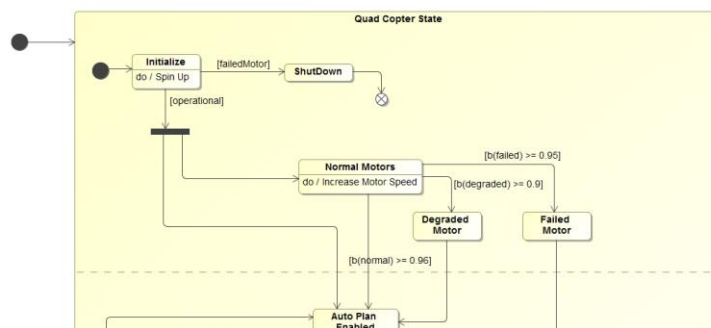 Quad Copter State
Initialize
do / Spin Up
[failedMotor]
ShutDown
[operational]
Normal Motors
do / Increase Motor Speed
[b(failed) >= 0.95]
[b(degraded) >= 0.9]
Degraded
Motor
Failed
Motor
[b(normal) >= 0.96]
Auto Plan
Enabled